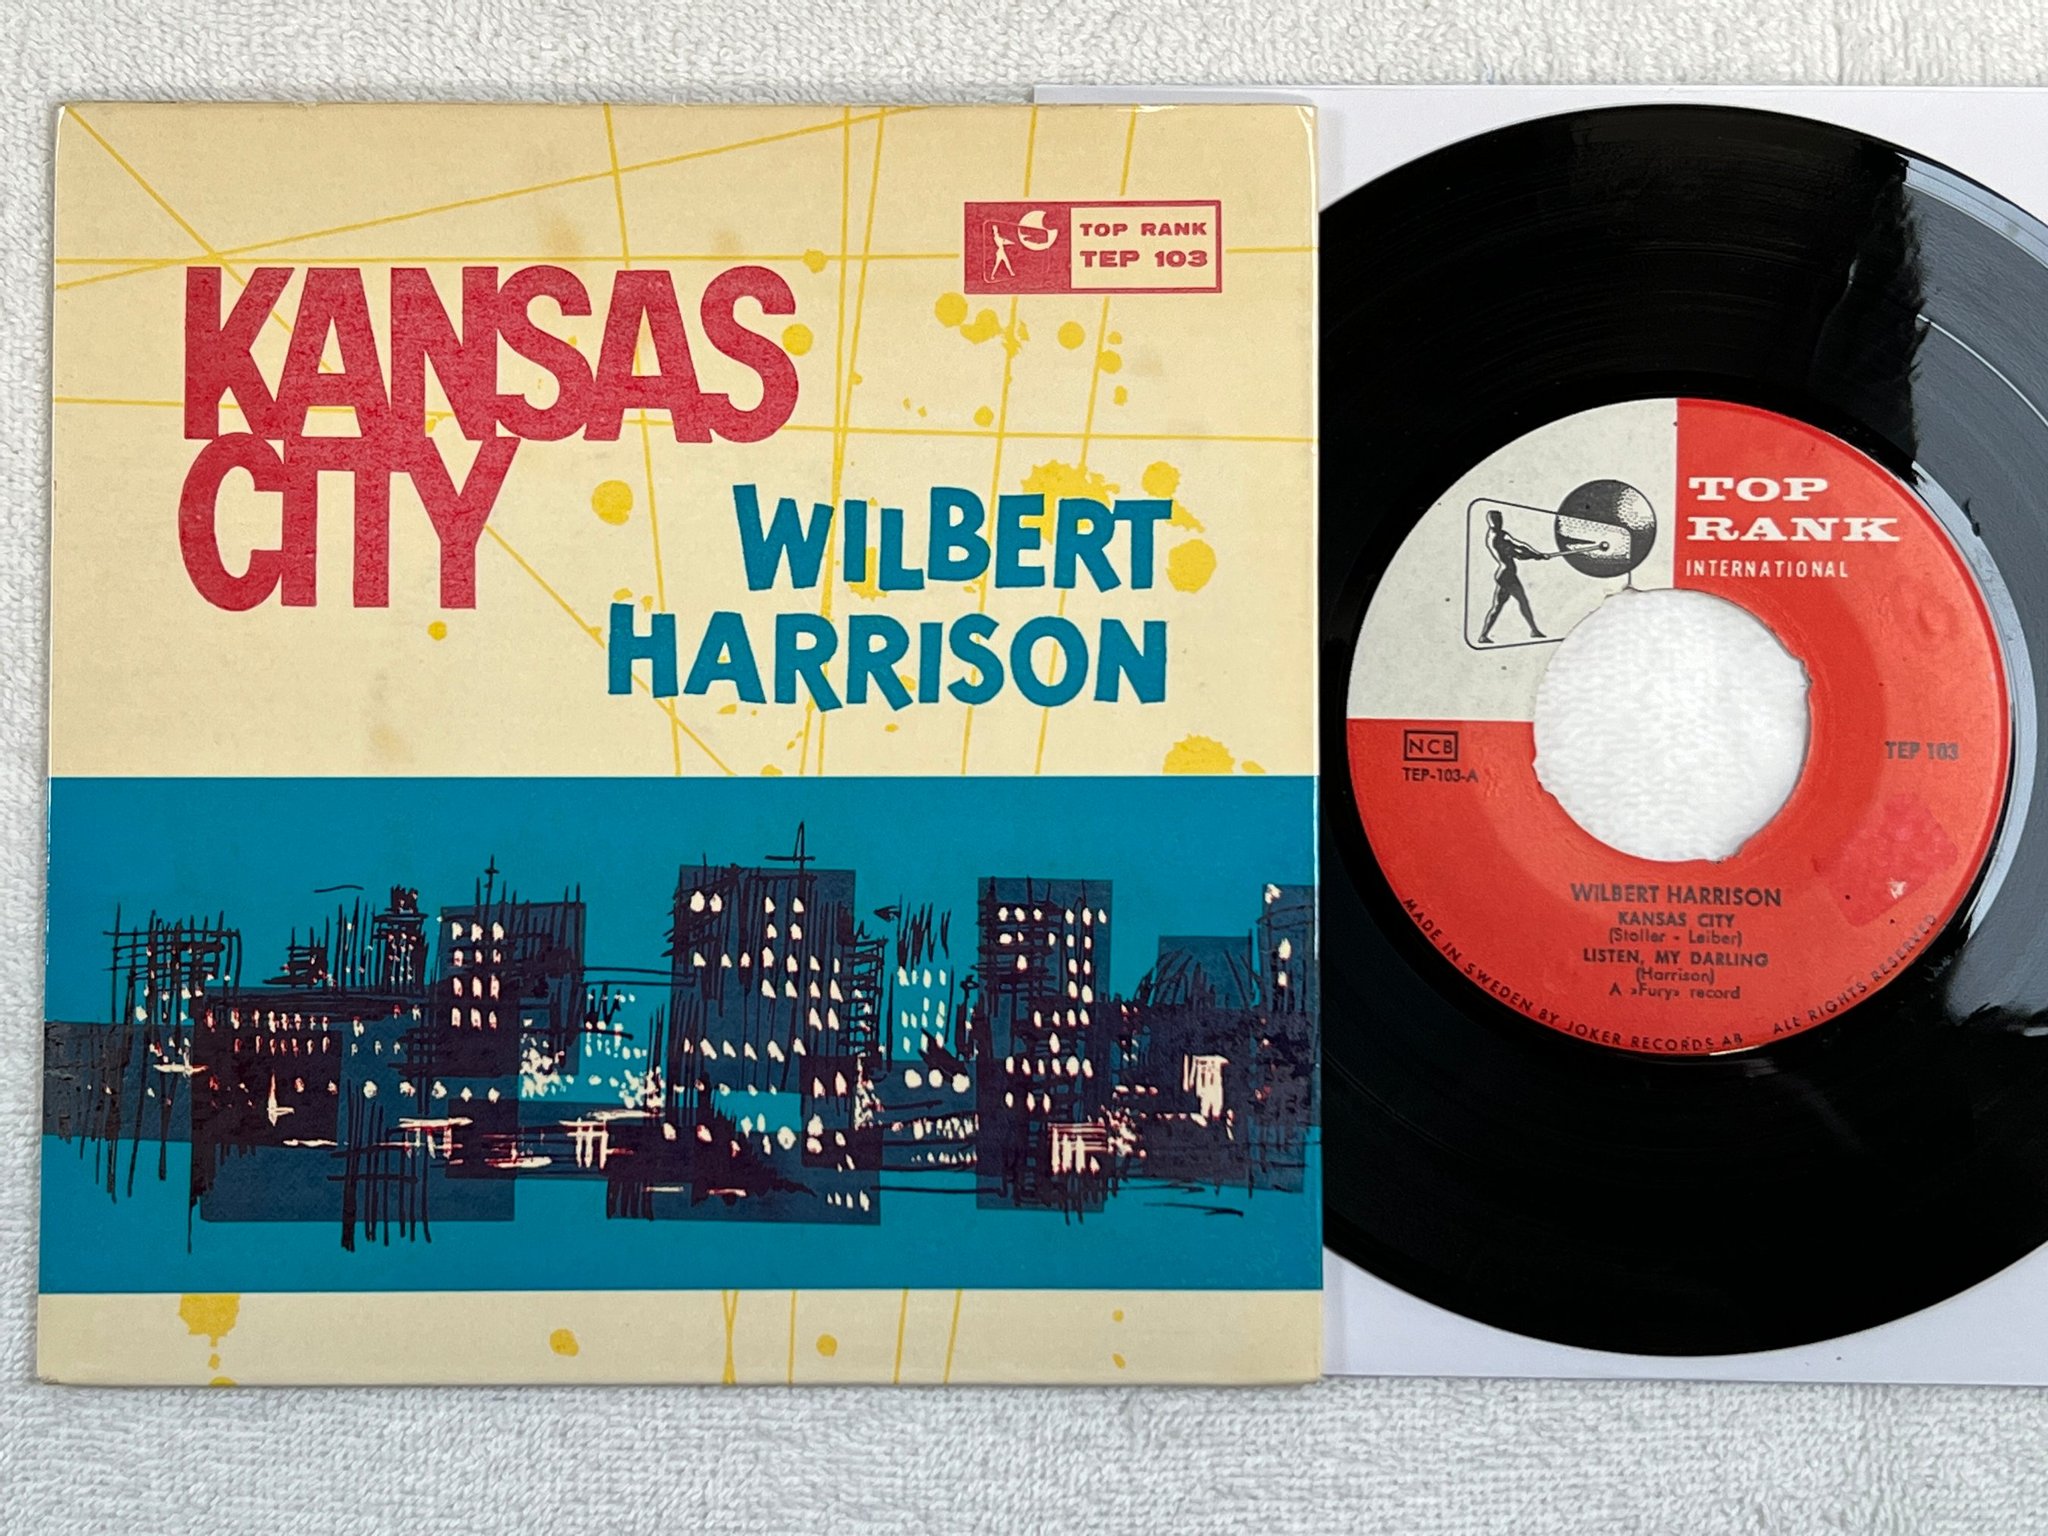 KANSAS
CITY
WILBERT
HARRISON
TOP RANK
TEP 103
TOP
RANK
INTERNATIONAL
NCB
TEP-103-A
TEP 103
WILBERT HARRISON
KANSAS CITY
(Stoller - Leiber)
LISTEN, MY DARLING
(Harrison)
A »Fury» record
MADE IN SWEDEN BY JOKER RECORDS AB ALL RIGHTS RESERVED